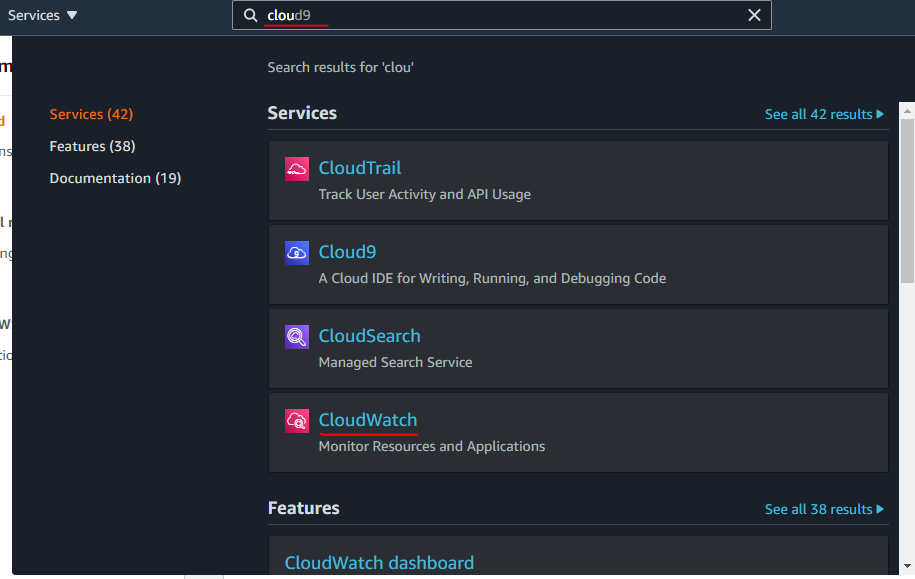 Services ▼
cloud9
Search results for 'clou'
Services (42)
Features (38)
Documentation (19)
Services
See all 42 results
CloudTrail
Track User Activity and API Usage
Cloud9
A Cloud IDE for Writing, Running, and Debugging Code
CloudSearch
Managed Search Service
CloudWatch
Monitor Resources and Applications
Features
See all 38 results
CloudWatch dashboard